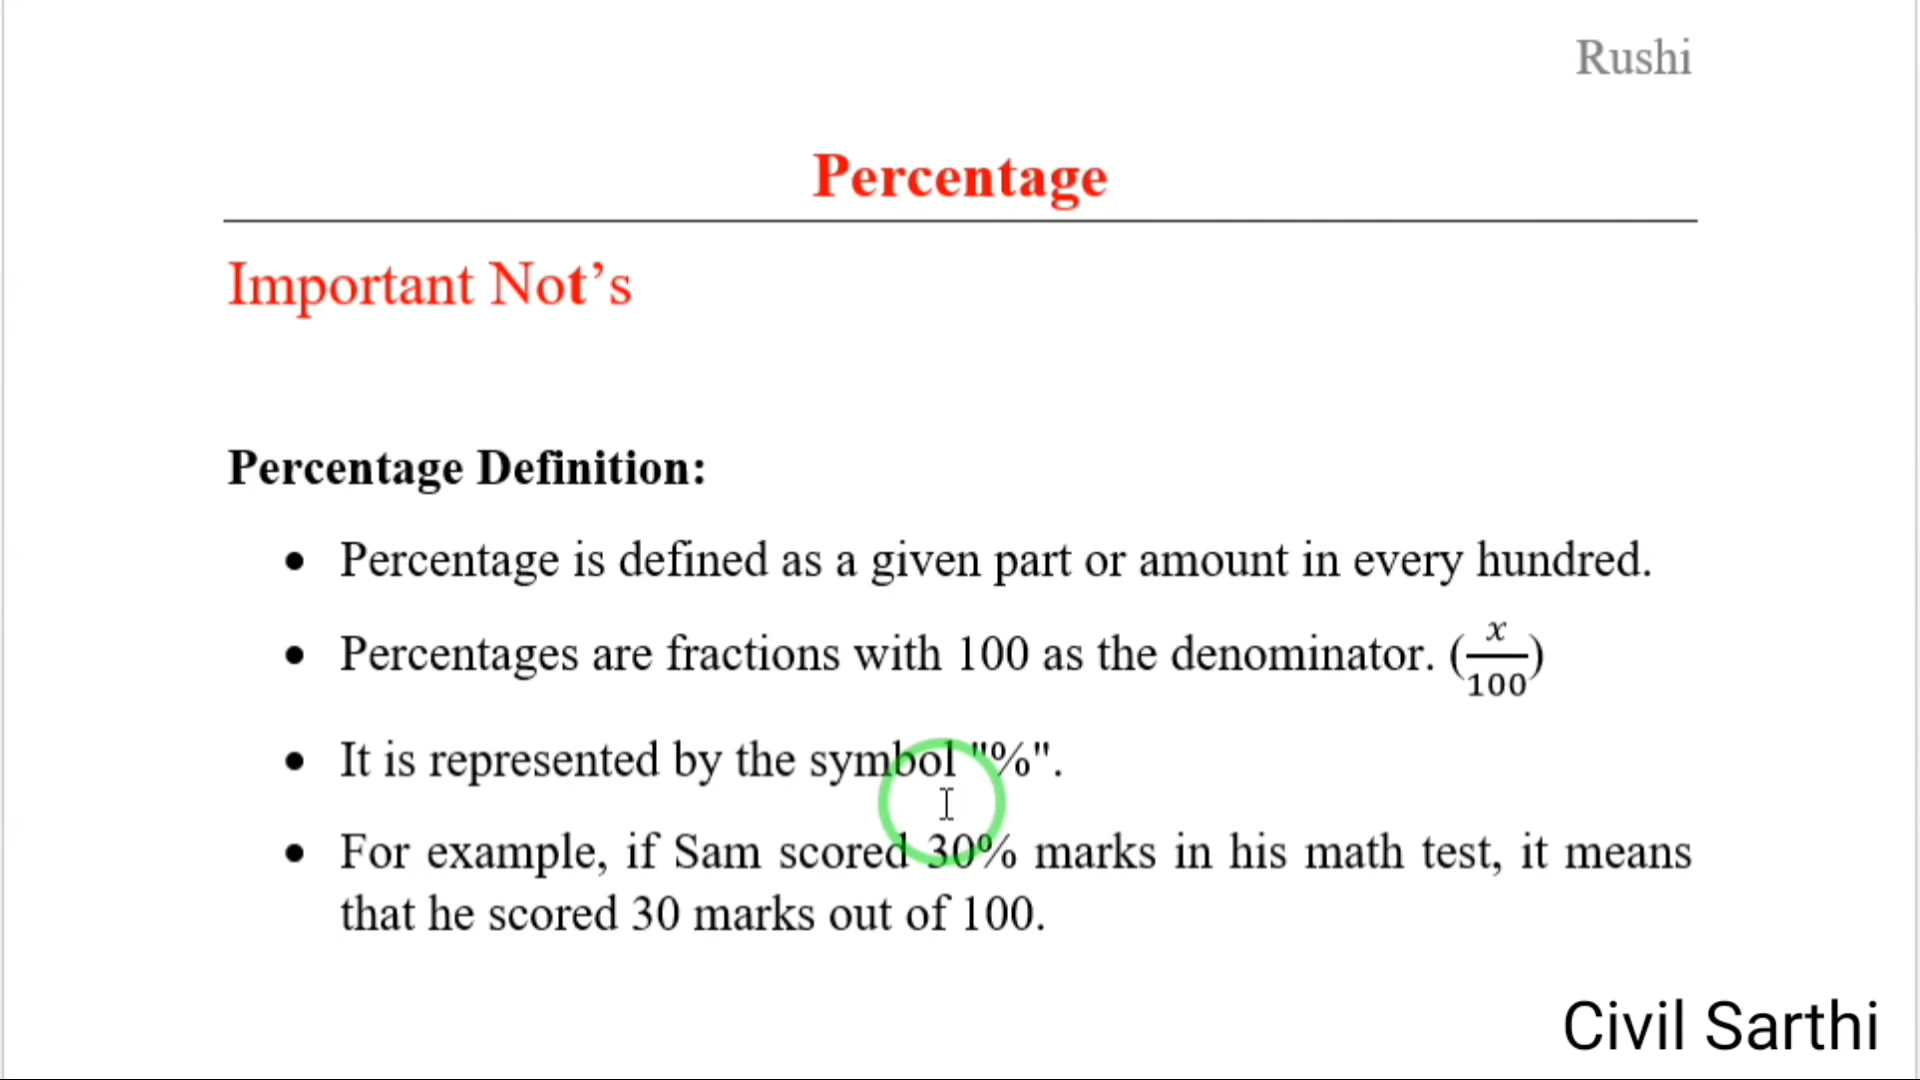 Rushi
Percentage
Important Not’s
Percentage Definition:
• Percentage is defined as a given part or amount in every hundred.
• Percentages are fractions with 100 as the denominator. (x/100)
• It is represented by the symbol "%".
• For example, if Sam scored 30% marks in his math test, it means
that he scored 30 marks out of 100.
Civil Sarthi